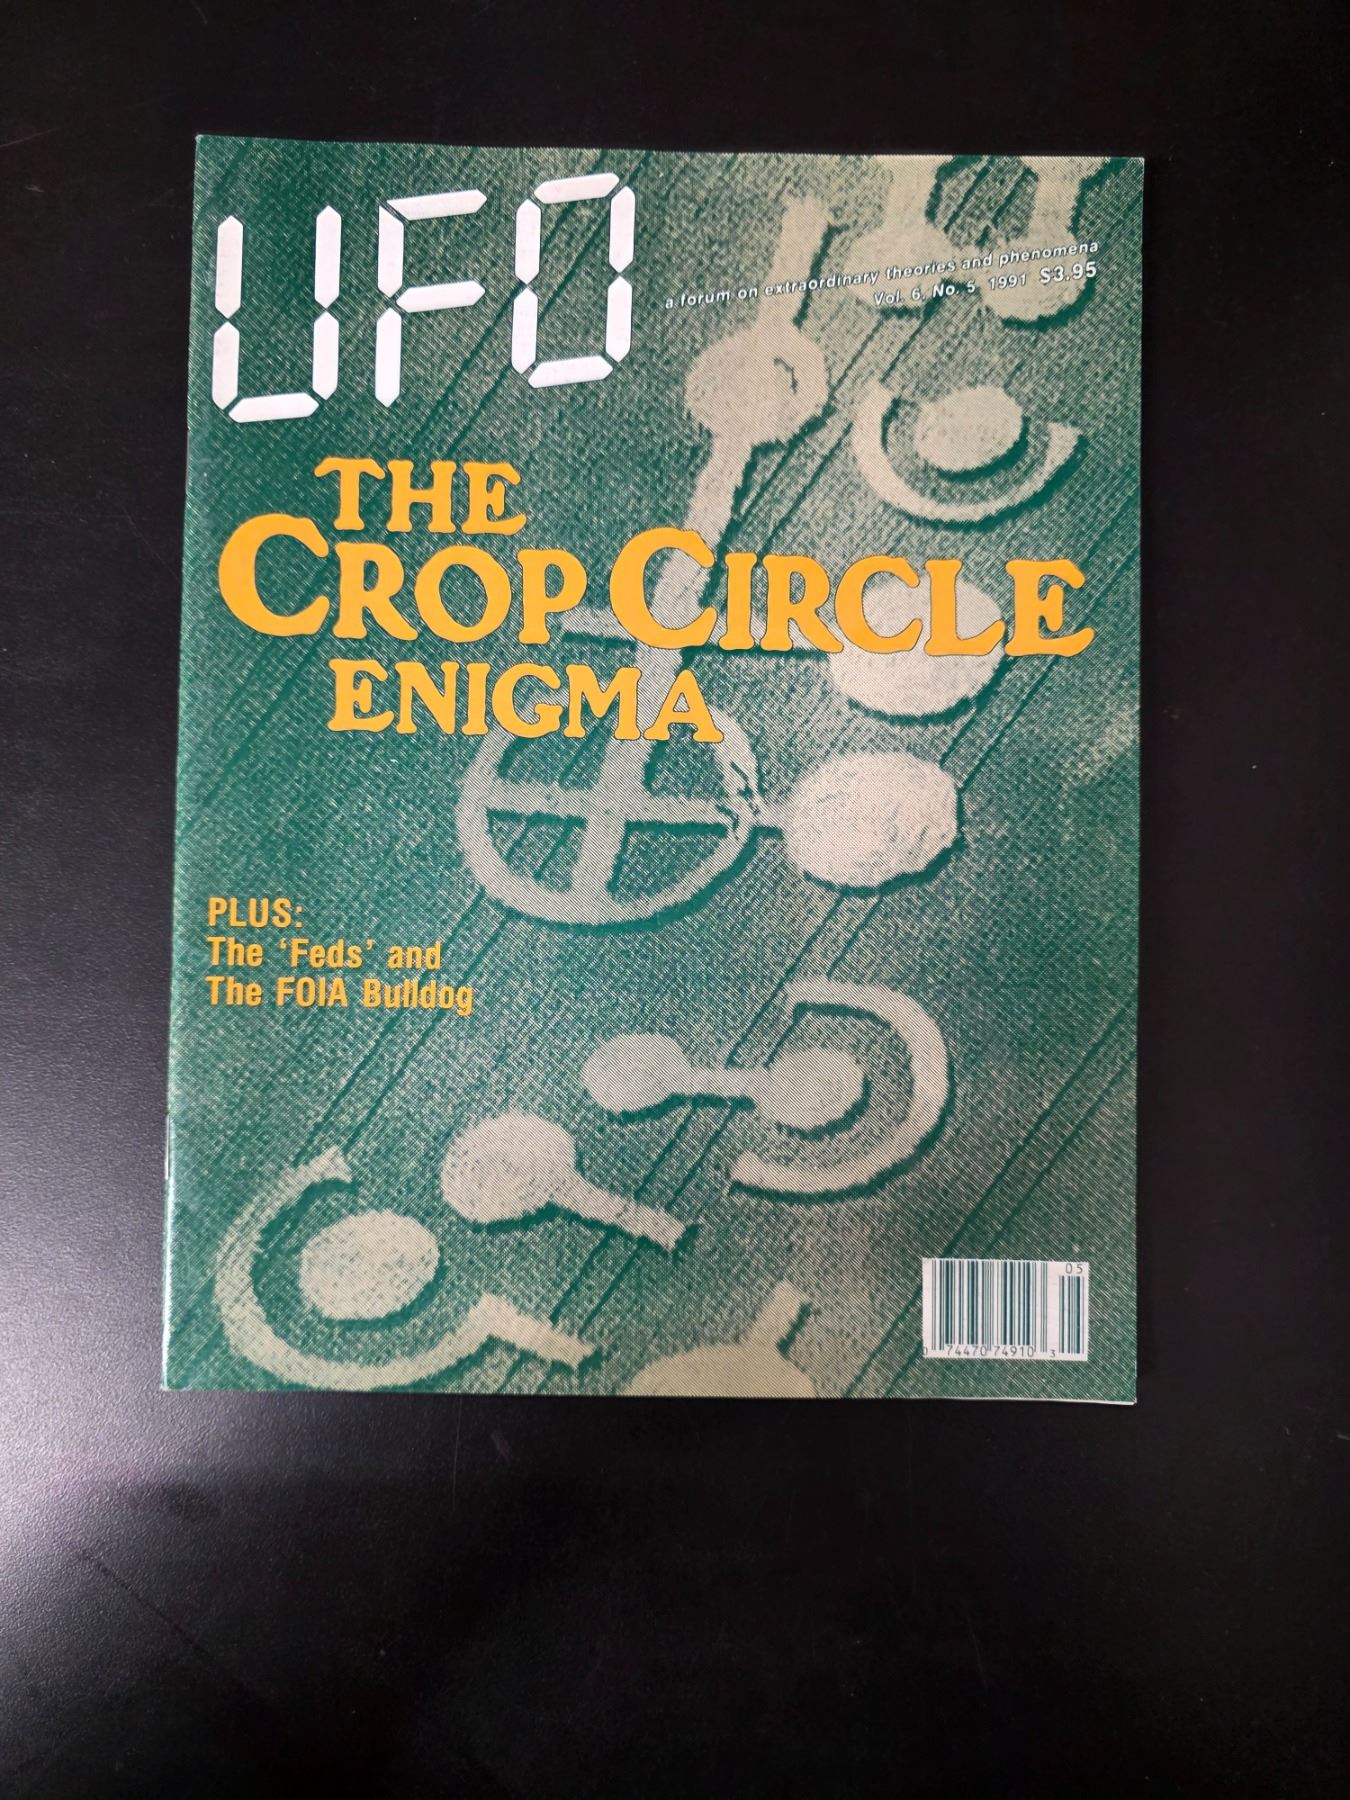 UFO
a forum on extraordinary theories and phenomena
Vol. 6, No. 5 1991 $3.95
THE
CROP CIRCLE
ENIGMA
PLUS:
The ‘Feds’ and
The FOIA Bulldog
05
0 74470 74910 3